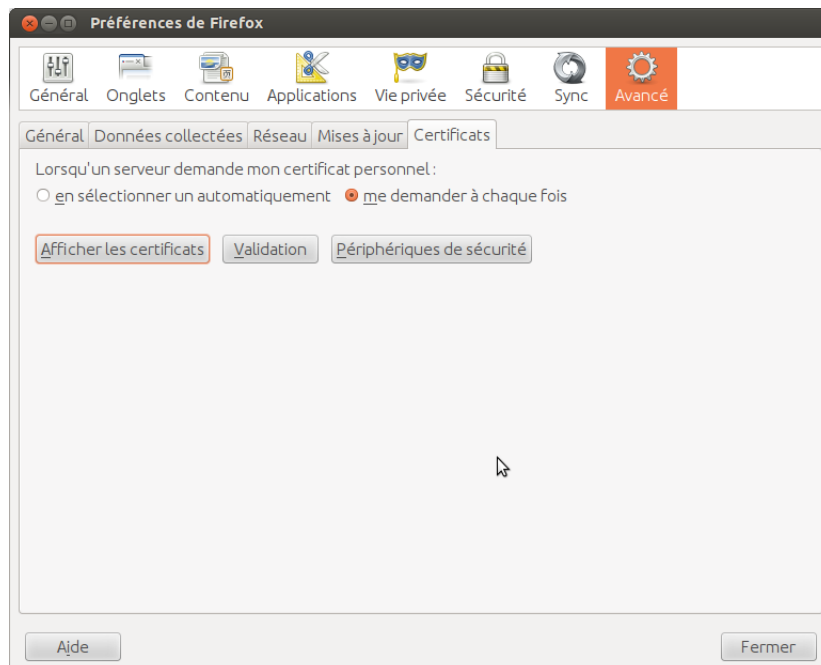 Préférences de Firefox
Général Onglets Contenu Applications Vie privée Sécurité Sync Avancé
Général Données collectées Réseau Mises à jour Certificats
Lorsqu'un serveur demande mon certificat personnel :
en sélectionner un automatiquement me demander à chaque fois
Afficher les certificats Validation Périphériques de sécurité
Aide Fermer